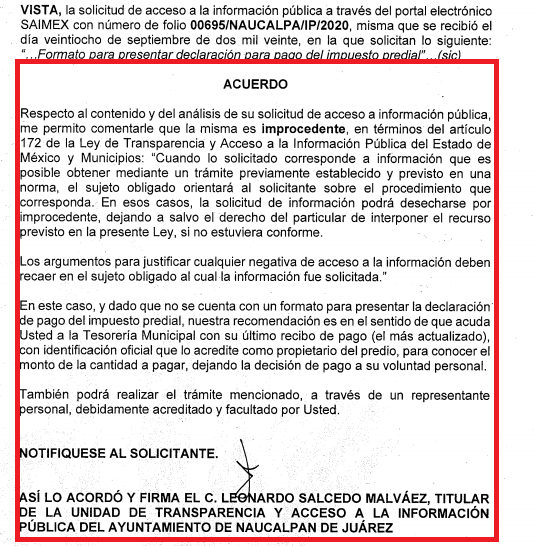 VISTA, la solicitud de acceso a la información pública a través del portal electrónico
SAIMEX con número de folio 00695/NAUCALPA/IP/2020, misma que se recibió el
día veintiocho de septiembre de dos mil veinte, en la que solicitan lo siguiente:
"…Formato para presentar declaración para pago del impuesto predial"…(sic)
ACUERDO
Respecto al contenido y del análisis de su solicitud de acceso a información pública,
me permito comentarle que la misma es improcedente, en términos del artículo
172 de la Ley de Transparencia y Acceso a la Información Pública del Estado de
México y Municipios: "Cuando lo solicitado corresponde a información que es
posible obtener mediante un trámite previamente establecido y previsto en una
norma, el sujeto obligado orientará al solicitante sobre el procedimiento que
corresponda. En esos casos, la solicitud de información podrá desecharse por
improcedente, dejando a salvo el derecho del particular de interponer el recurso
previsto en la presente Ley, si no estuviera conforme.
Los argumentos para justificar cualquier negativa de acceso a la información deben
recaer en el sujeto obligado al cual la información fue solicitada."
En este caso, y dado que no se cuenta con un formato para presentar la declaración
de pago del impuesto predial, nuestra recomendación es en el sentido de que acuda
Usted a la Tesorería Municipal con su último recibo de pago (el más actualizado),
con identificación oficial que lo acredite como propietario del predio, para conocer el
monto de la cantidad a pagar, dejando la decisión de pago a su voluntad personal.
También podrá realizar el trámite mencionado, a través de un representante
personal, debidamente acreditado y facultado por Usted.
NOTIFIQUESE AL SOLICITANTE.
ASÍ LO ACORDÓ Y FIRMA EL C. LEONARDO SALCEDO MALVÁEZ, TITULAR
DE LA UNIDAD DE TRANSPARENCIA Y ACCESO A LA INFORMACIÓN
PÚBLICA DEL AYUNTAMIENTO DE NAUCALPAN DE JUÁREZ